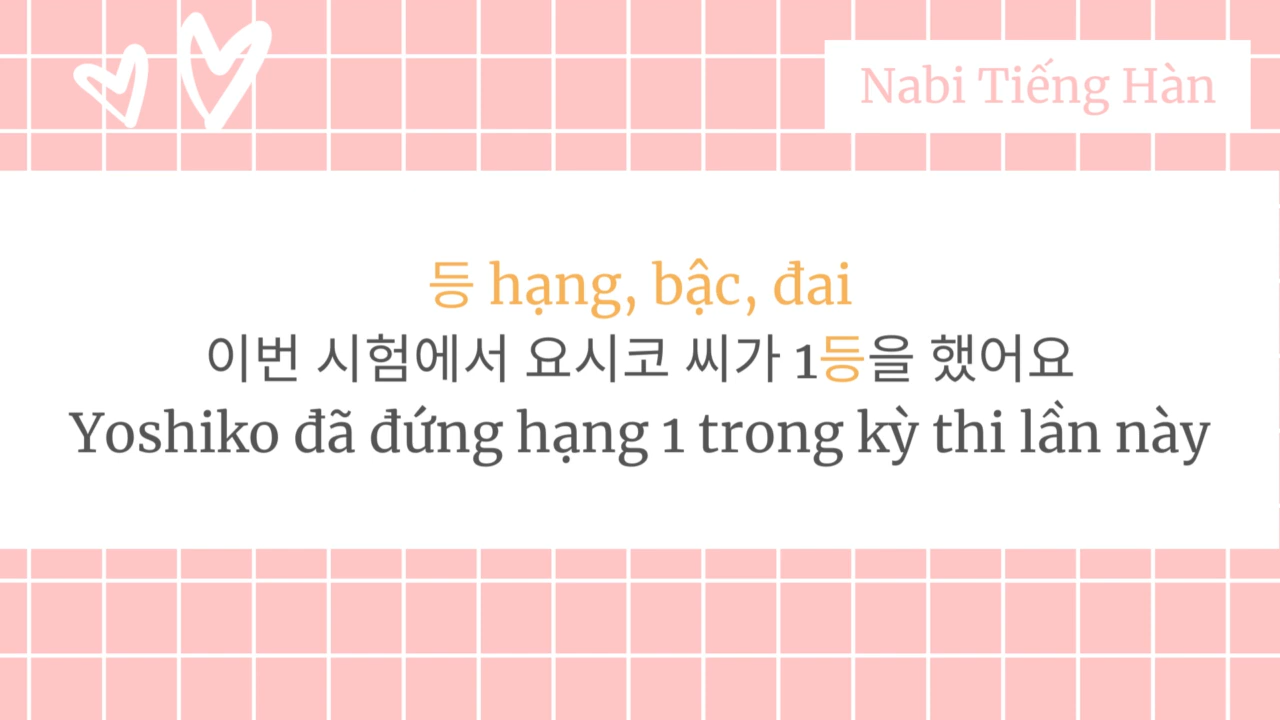 Nabi Tiếng Hàn
등 hạng, bậc, đai
이번 시험에서 요시코 씨가 1등을 했어요
Yoshiko đã đứng hạng 1 trong kỳ thi lần này